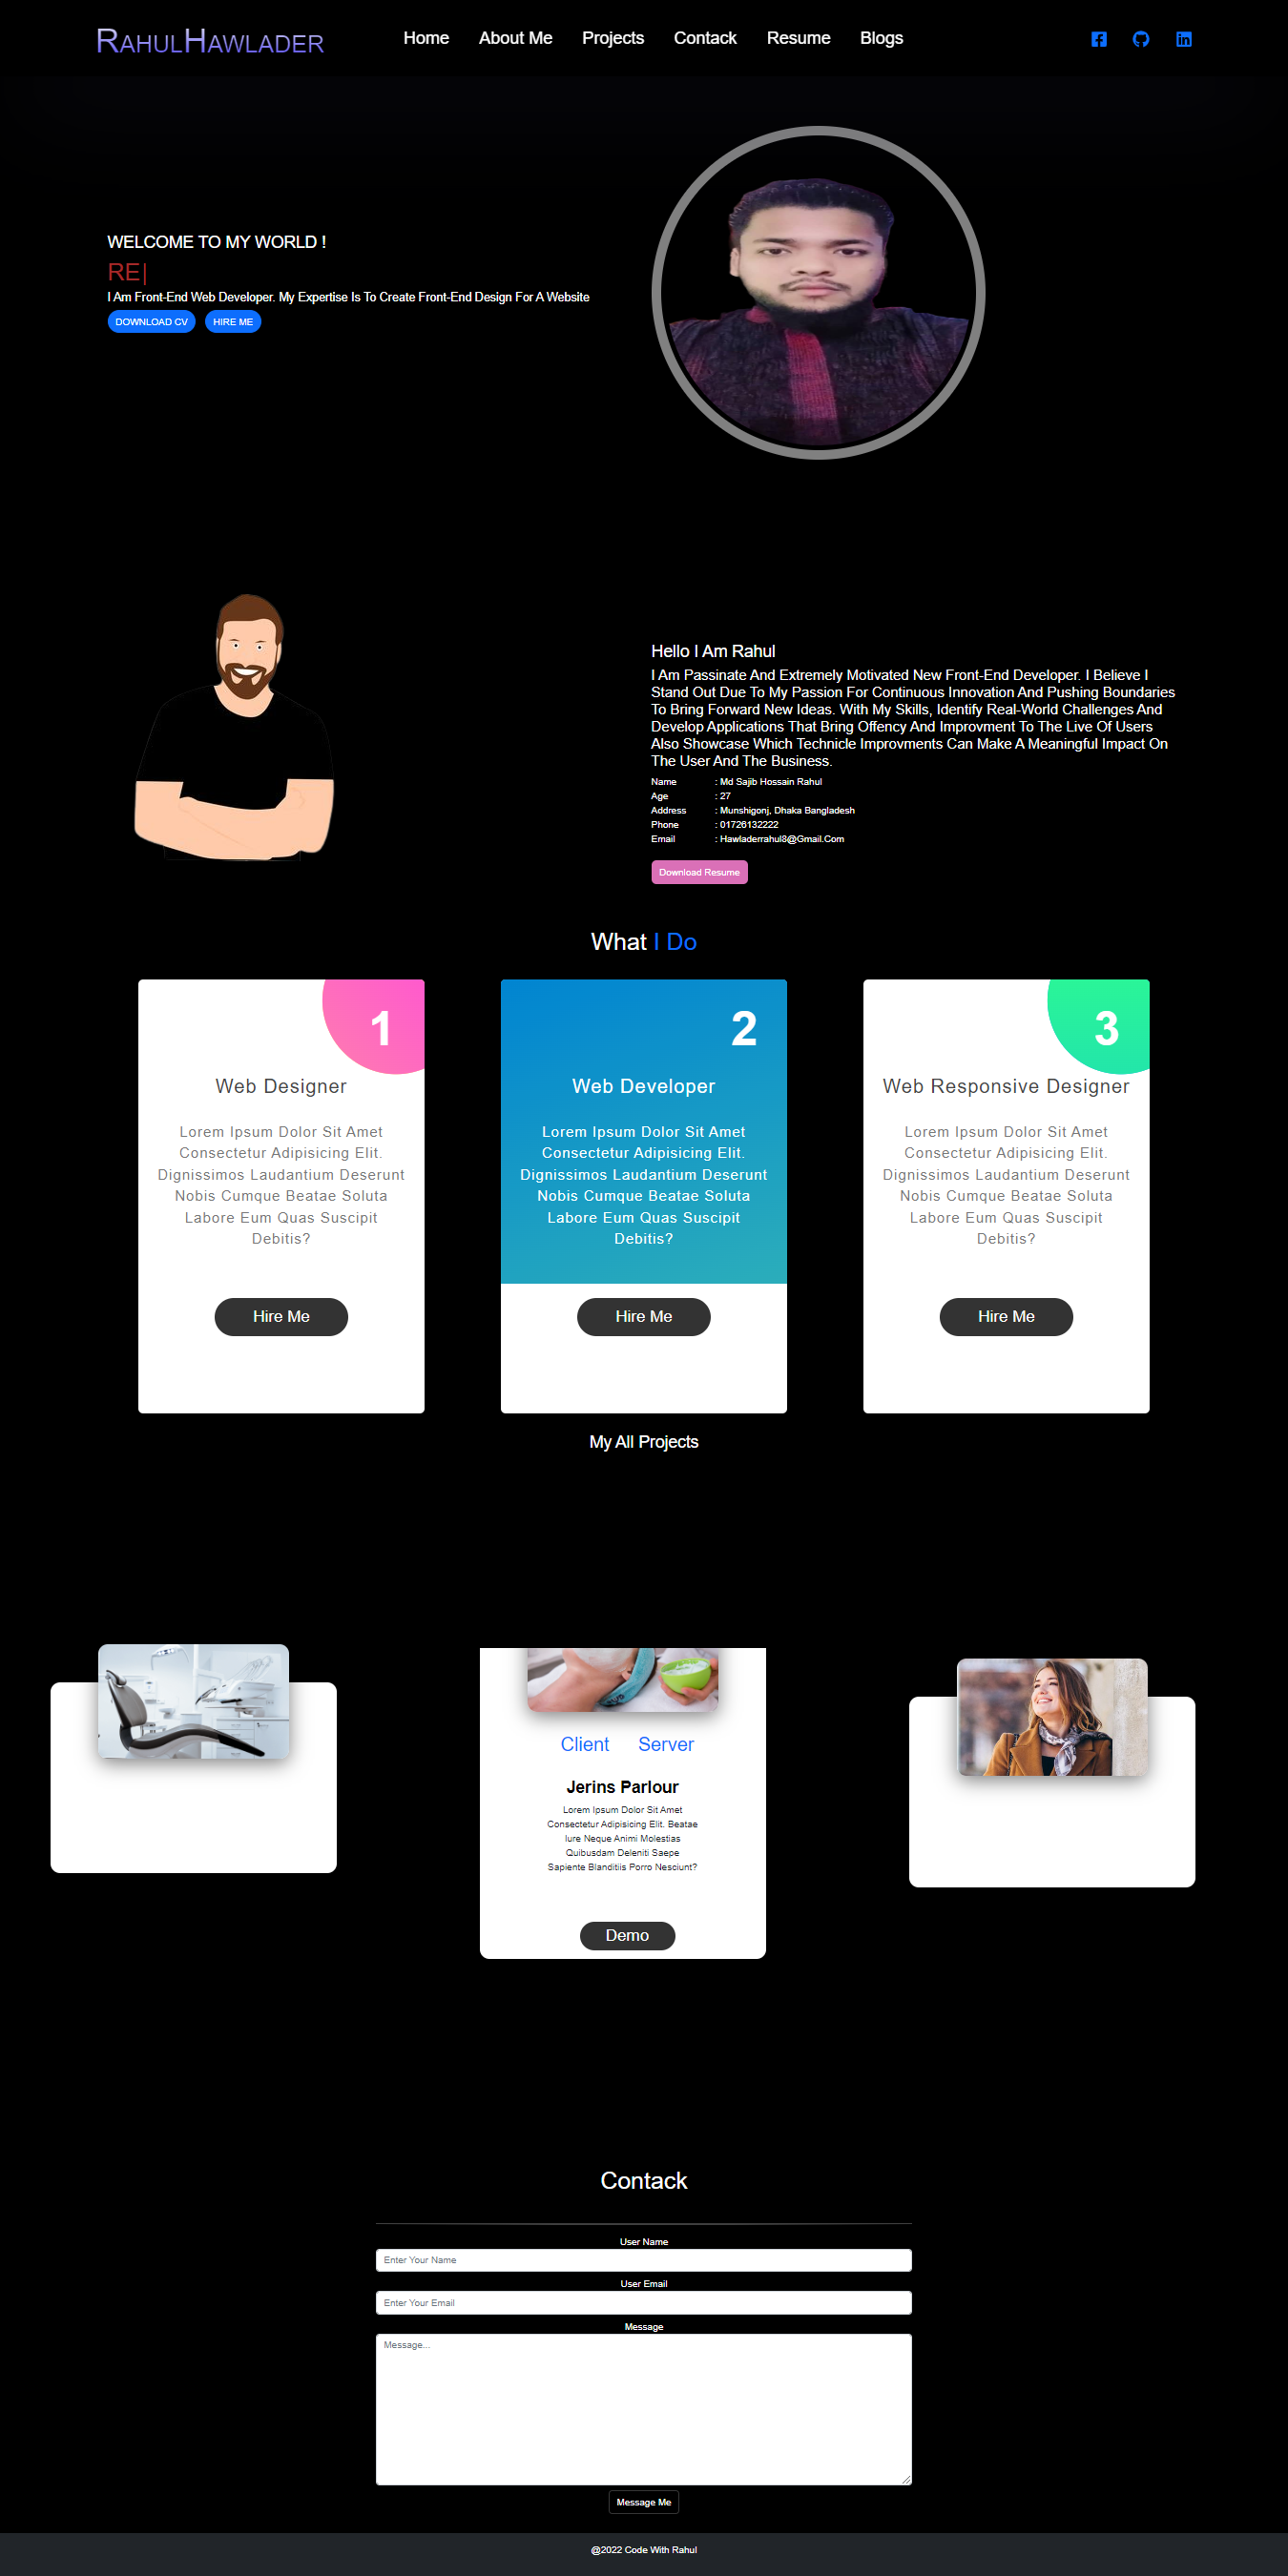 RahulHawlader
Home About Me Projects Contack Resume Blogs
WELCOME TO MY WORLD !
RE|
I Am Front-End Web Developer. My Expertise Is To Create Front-End Design For A Website
DOWNLOAD CV HIRE ME
Hello I Am Rahul
I Am Passinate And Extremely Motivated New Front-End Developer. I Believe I
Stand Out Due To My Passion For Continuous Innovation And Pushing Boundaries
To Bring Forward New Ideas. With My Skills, Identify Real-World Challenges And
Develop Applications That Bring Offency And Improvment To The Live Of Users
Also Showcase Which Technicle Improvments Can Make A Meaningful Impact On
The User And The Business.
Name : Md Sajib Hossain Rahul
Age : 27
Address : Munshigonj, Dhaka Bangladesh
Phone : 01726132222
Email : Hawladerrahul8@Gmail.Com
Download Resume
What I Do
1
Web Designer
Lorem Ipsum Dolor Sit Amet
Consectetur Adipisicing Elit.
Dignissimos Laudantium Deserunt
Nobis Cumque Beatae Soluta
Labore Eum Quas Suscipit
Debitis?
Hire Me
2
Web Developer
Lorem Ipsum Dolor Sit Amet
Consectetur Adipisicing Elit.
Dignissimos Laudantium Deserunt
Nobis Cumque Beatae Soluta
Labore Eum Quas Suscipit
Debitis?
Hire Me
3
Web Responsive Designer
Lorem Ipsum Dolor Sit Amet
Consectetur Adipisicing Elit.
Dignissimos Laudantium Deserunt
Nobis Cumque Beatae Soluta
Labore Eum Quas Suscipit
Debitis?
Hire Me
My All Projects
Client Server
Jerins Parlour
Lorem Ipsum Dolor Sit Amet
Consectetur Adipisicing Elit. Beatae
Iure Neque Animi Molestias
Quibusdam Deleniti Saepe
Sapiente Blanditiis Porro Nesciunt?
Demo
Contack
User Name
Enter Your Name
User Email
Enter Your Email
Message
Message...
Message Me
@2022 Code With Rahul